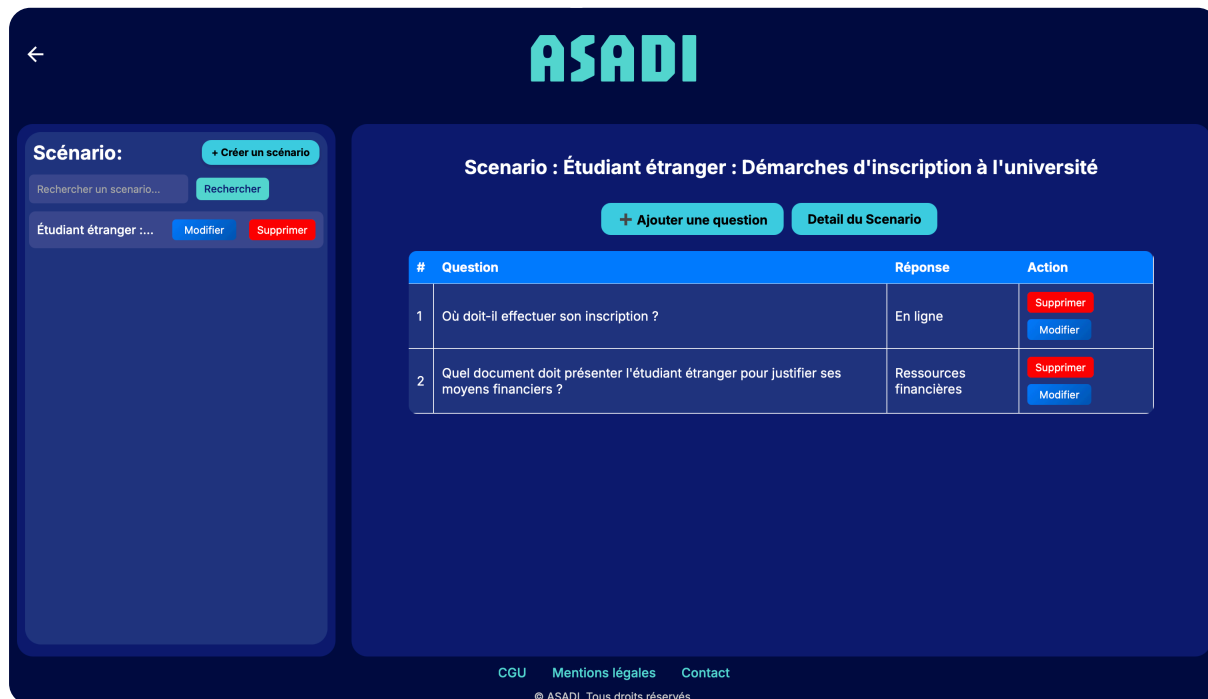 ASADI
Scénario:
+ Créer un scénario
Rechercher un scenario...
Rechercher
Étudiant étranger :...
Modifier
Supprimer
Scenario : Étudiant étranger : Démarches d'inscription à l'université
+ Ajouter une question
Detail du Scenario
# Question Réponse Action
1 Où doit-il effectuer son inscription ? En ligne
Supprimer
Modifier
2 Quel document doit présenter l'étudiant étranger pour justifier ses
moyens financiers ?
Ressources
financières
Supprimer
Modifier
CGU Mentions légales Contact
© ASADI. Tous droits réservés